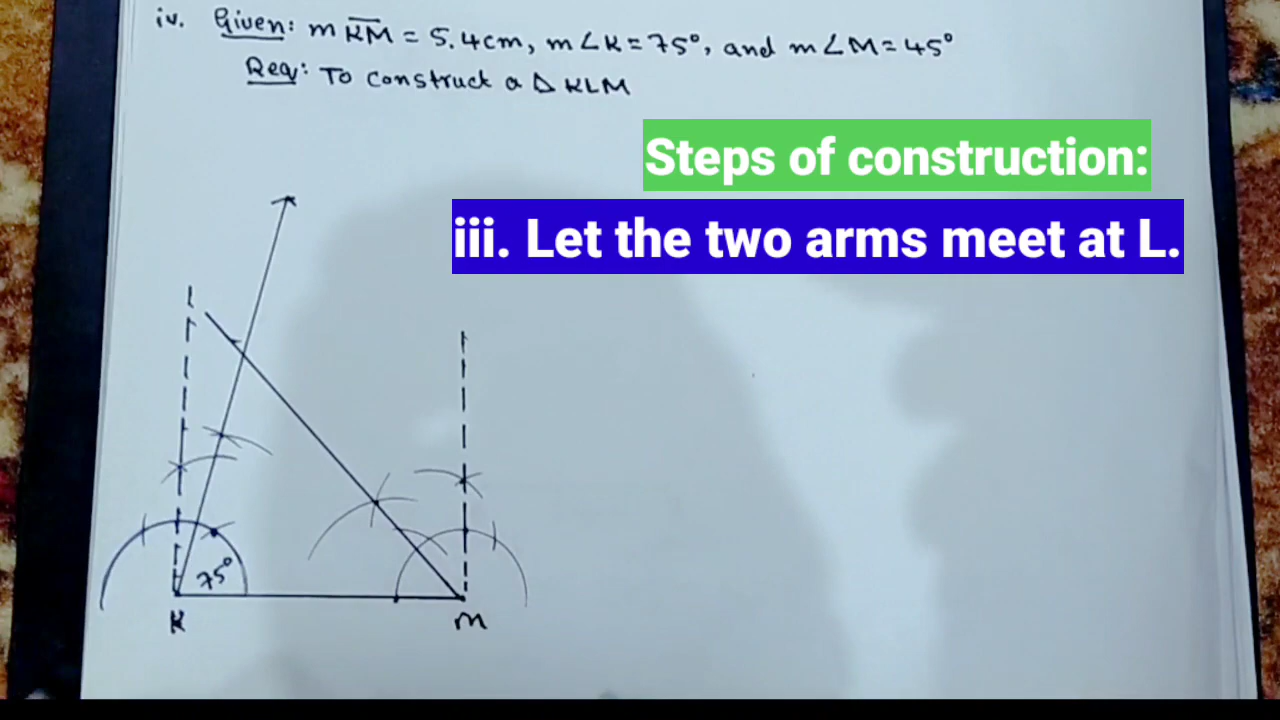 iv. Given: m KM = 5.4cm, m∠K=75°, and m∠M=45°
Req: To construct a △ KLM
Steps of construction:
iii. Let the two arms meet at L.
75°
K
M